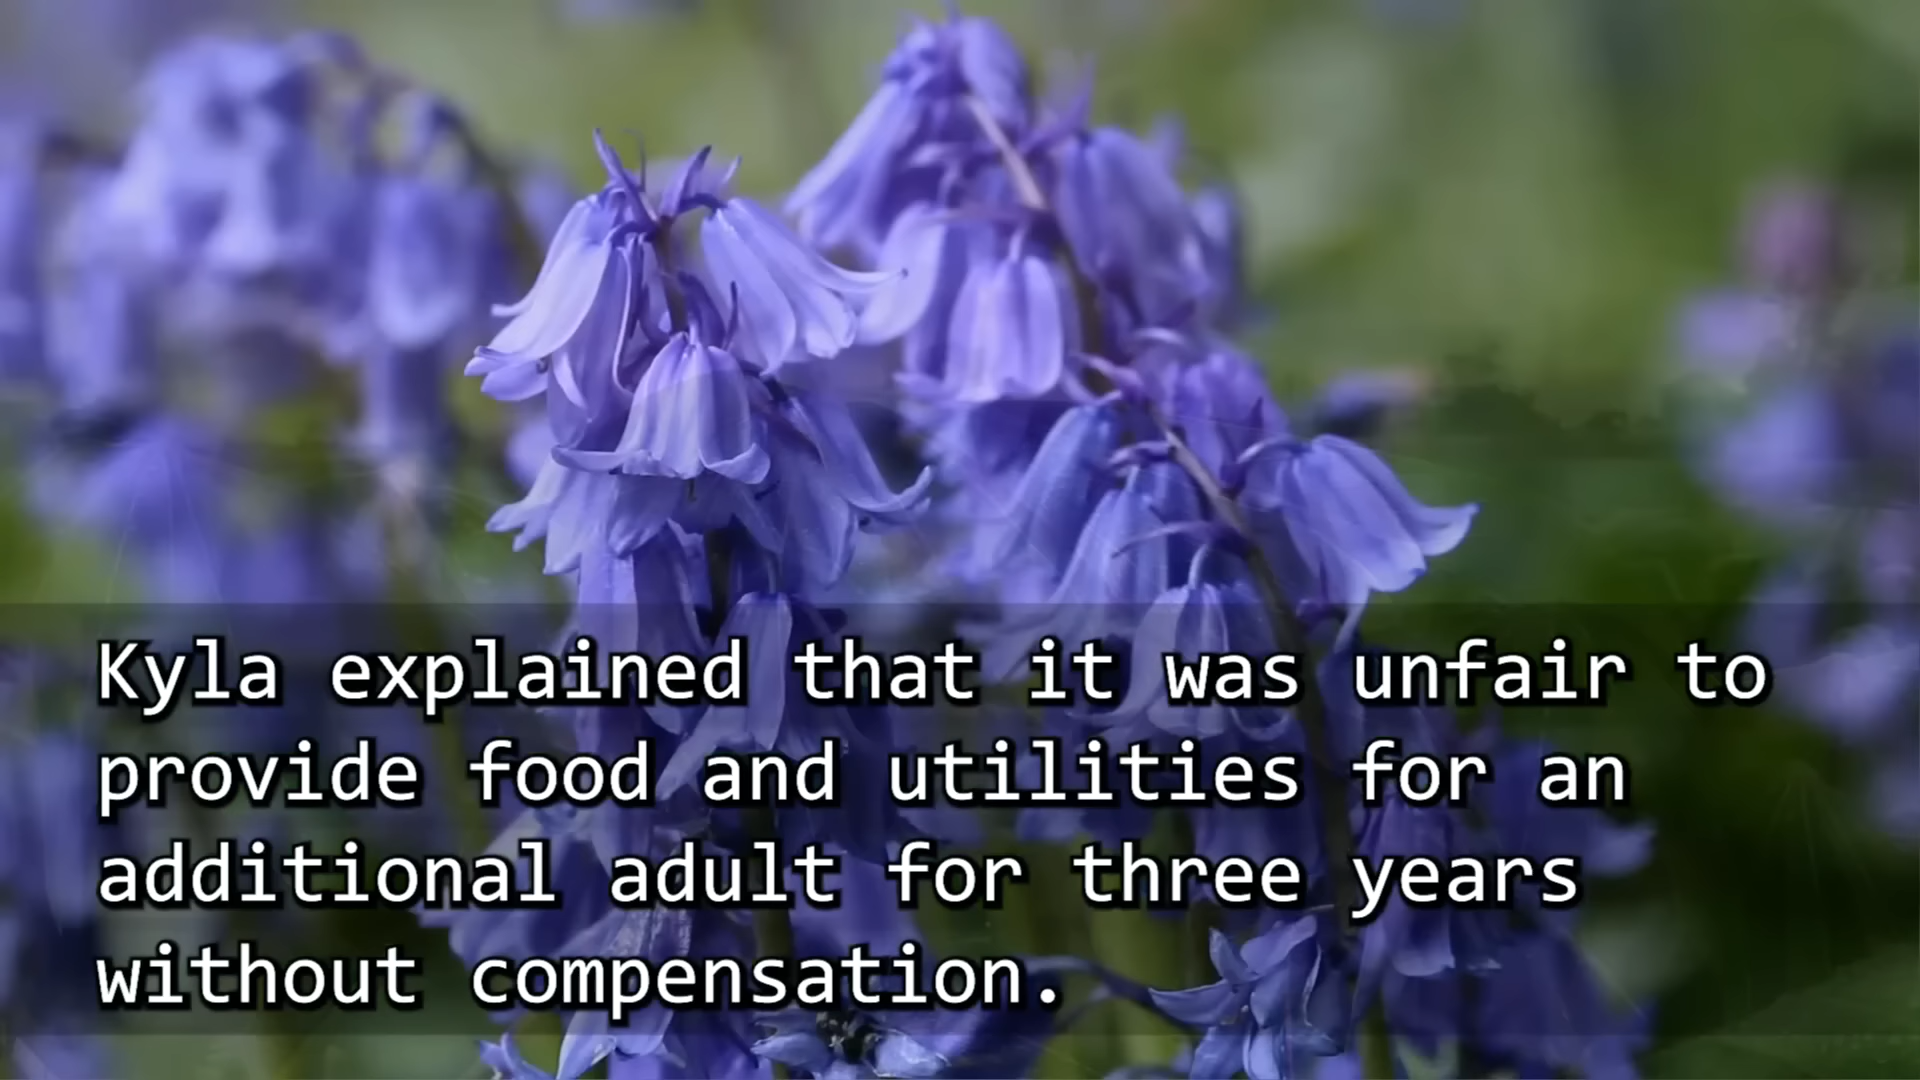 Kyla explained that it was unfair to
provide food and utilities for an
additional adult for three years
without compensation.